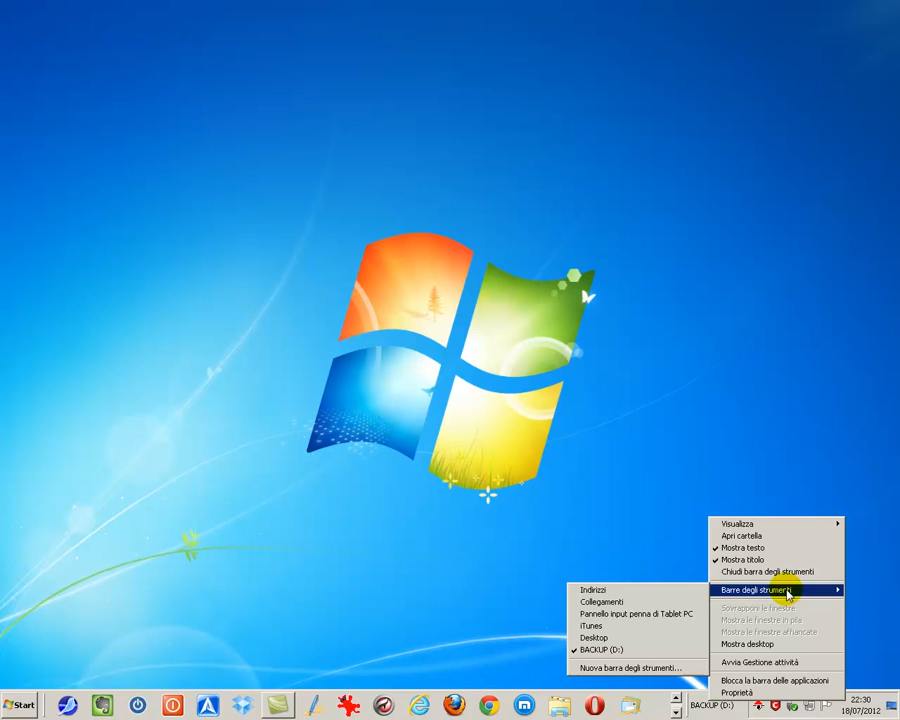 Visualizza
Apri cartella
Mostra testo
Mostra titolo
Chiudi barra degli strumenti
Barre degli strumenti
Sovrapponi le finestre
Mostra le finestre in pila
Mostra le finestre affiancate
Mostra desktop
Avvia Gestione attività
Blocca la barra delle applicazioni
Proprietà
Indirizzi
Collegamenti
Pannello input penna di Tablet PC
iTunes
Desktop
BACKUP (D:)
Nuova barra degli strumenti...
Start
BACKUP (D:)
22:30
18/07/2012